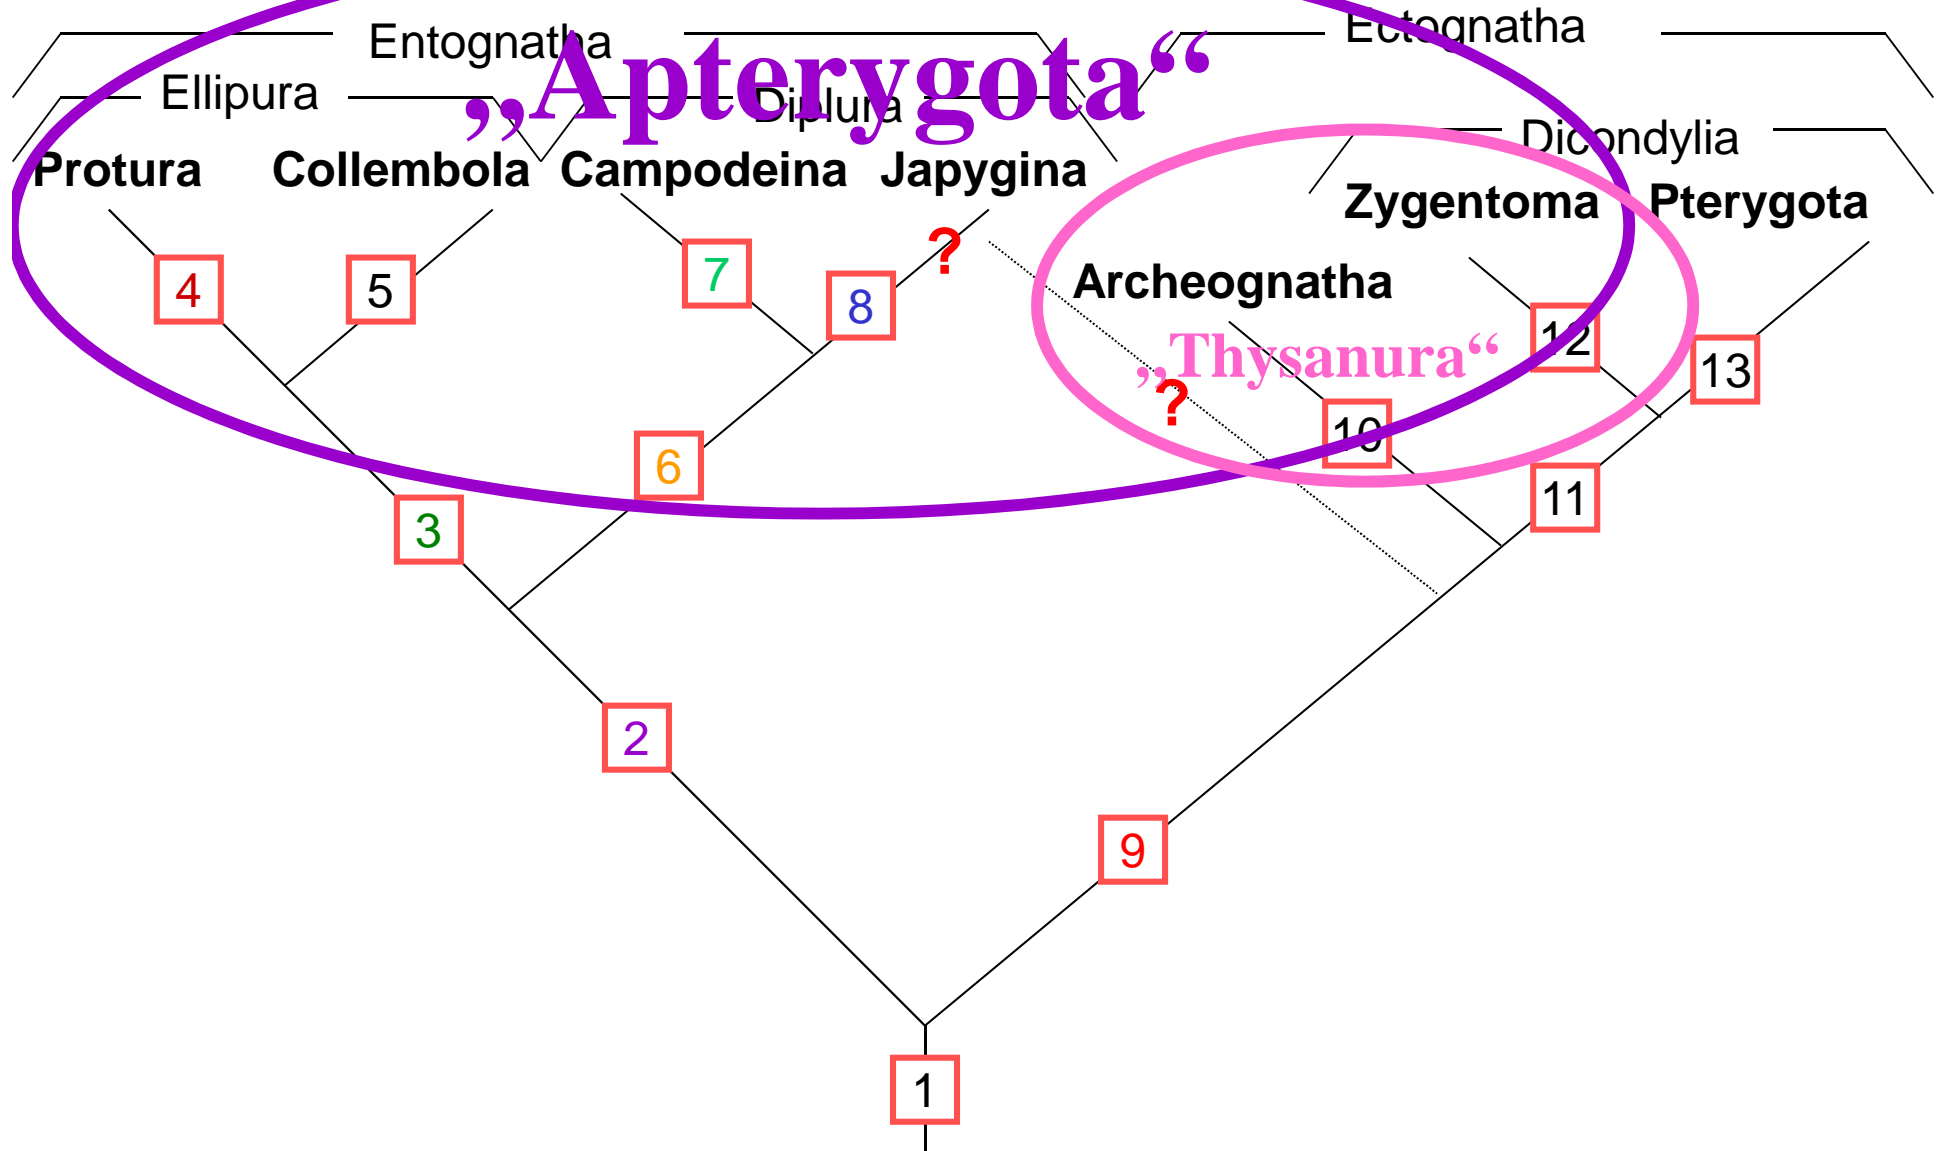 Entognatha
Ectognatha
„Apterygota“
Ellipura
Diplura
Dicondylia
Protura
Collembola
Campodeina
Japygina
Zygentoma
Pterygota
?
Archeognatha
4
5
7
8
12
„Thysanura“
13
?
10
6
11
3
2
9
1